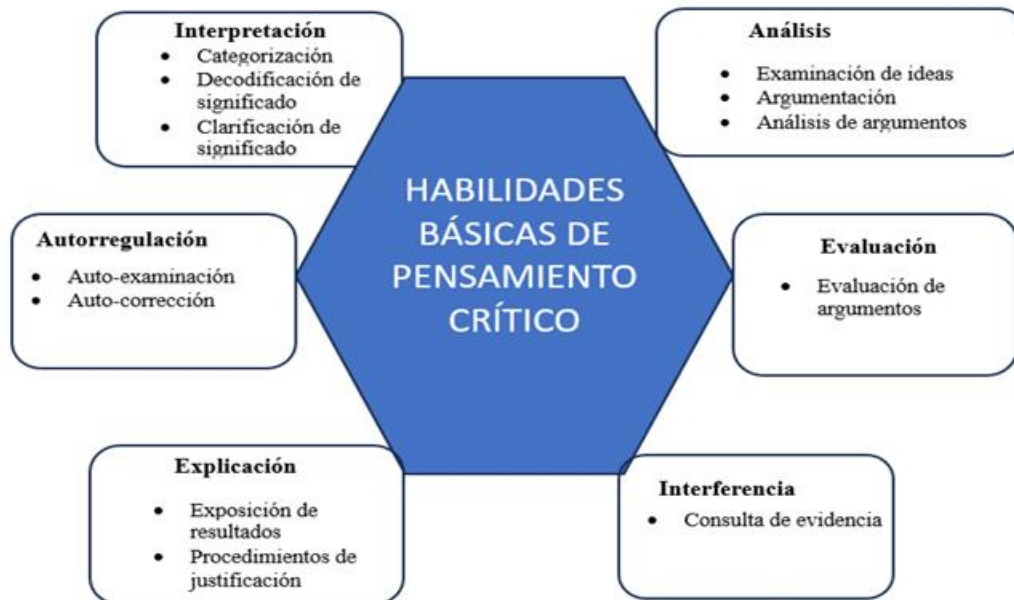 Interpretación
• Categorización
• Decodificación de
significado
• Clarificación de
significado
Análisis
• Examinación de ideas
• Argumentación
• Análisis de argumentos
HABILIDADES
BÁSICAS DE
PENSAMIENTO
CRÍTICO
Autorregulación
• Auto-examinación
• Auto-corrección
Evaluación
• Evaluación de
argumentos
Explicación
• Exposición de
resultados
• Procedimientos de
justificación
Interferencia
• Consulta de evidencia